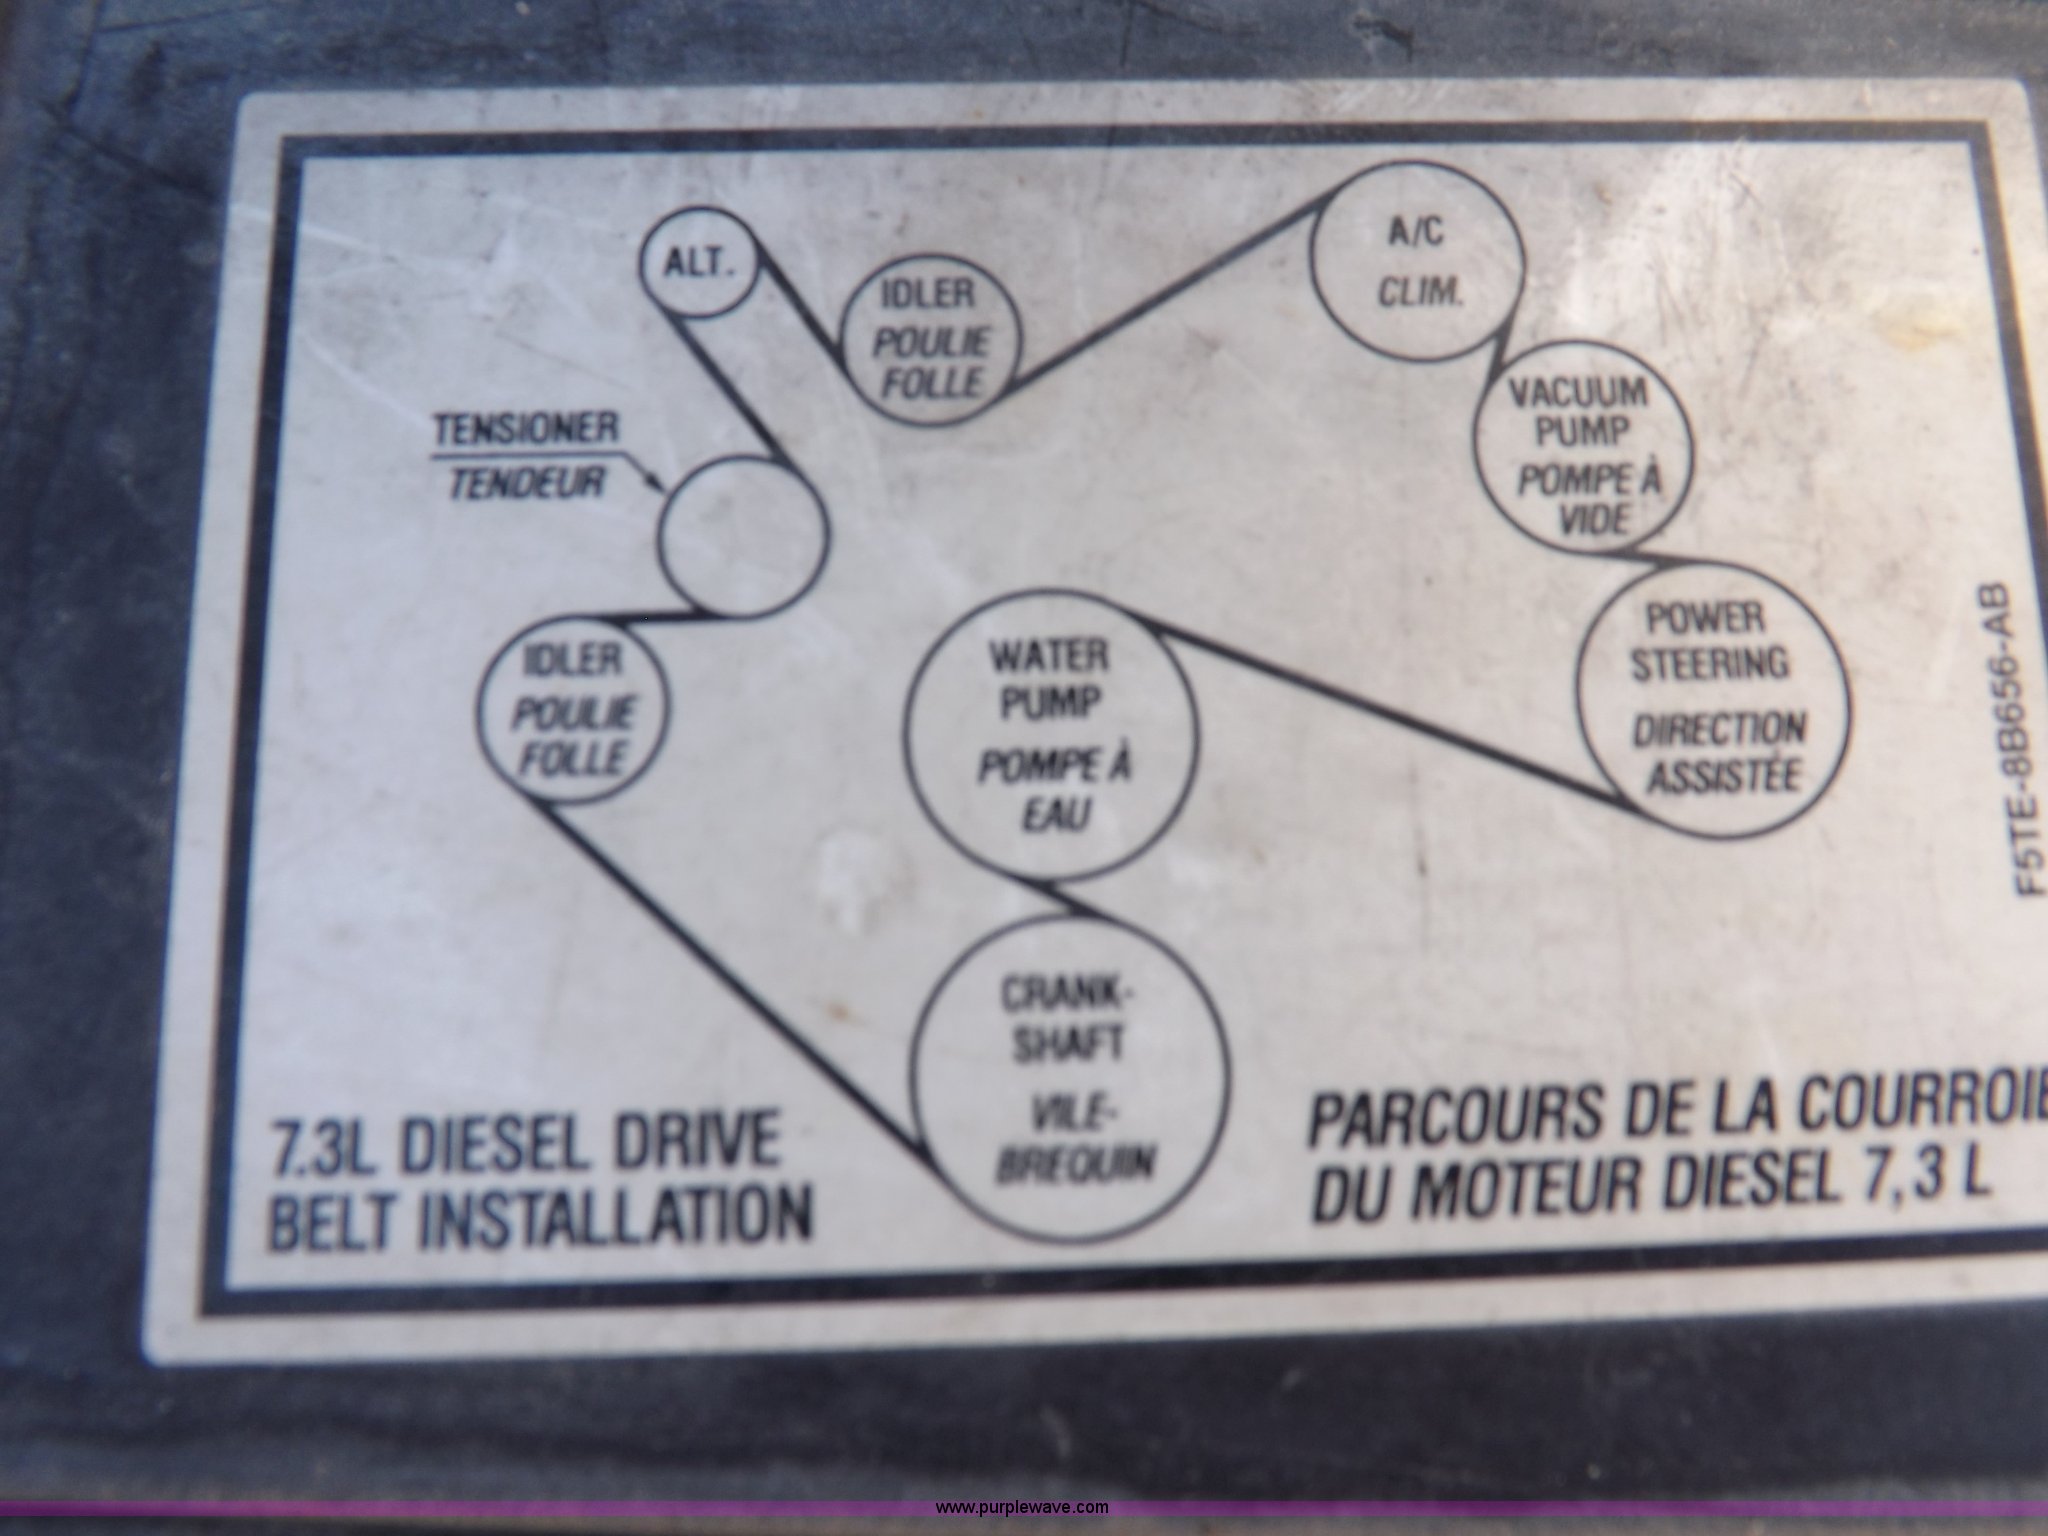 ALT.
IDLER
POULIE
FOLLE
A/C
CLIM.
TENSIONER
TENDEUR
VACUUM
PUMP
POMPE À
VIDE
IDLER
POULIE
FOLLE
WATER
PUMP
POMPE À
EAU
POWER
STEERING
DIRECTION
ASSISTÉE
F5TE-8B656-AB
CRANK-
SHAFT
VILE-
BREQUIN
7.3L DIESEL DRIVE
BELT INSTALLATION
PARCOURS DE LA COURROIE
DU MOTEUR DIESEL 7,3 L
www.purplewave.com